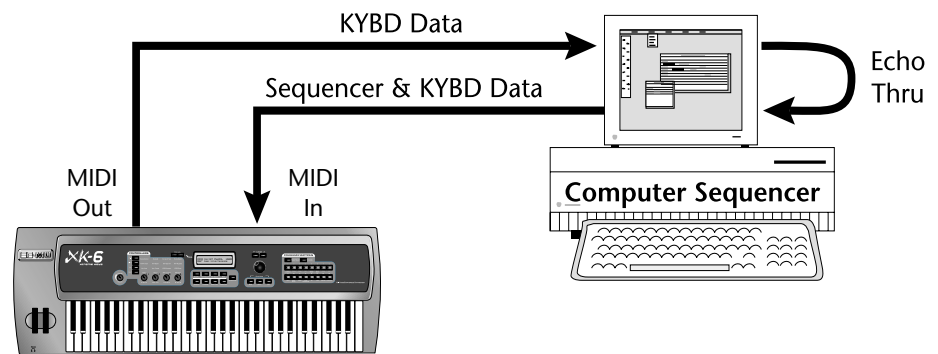 KYBD Data
Echo
Thru
Sequencer & KYBD Data
MIDI
Out
MIDI
In
Computer Sequencer
XK-6